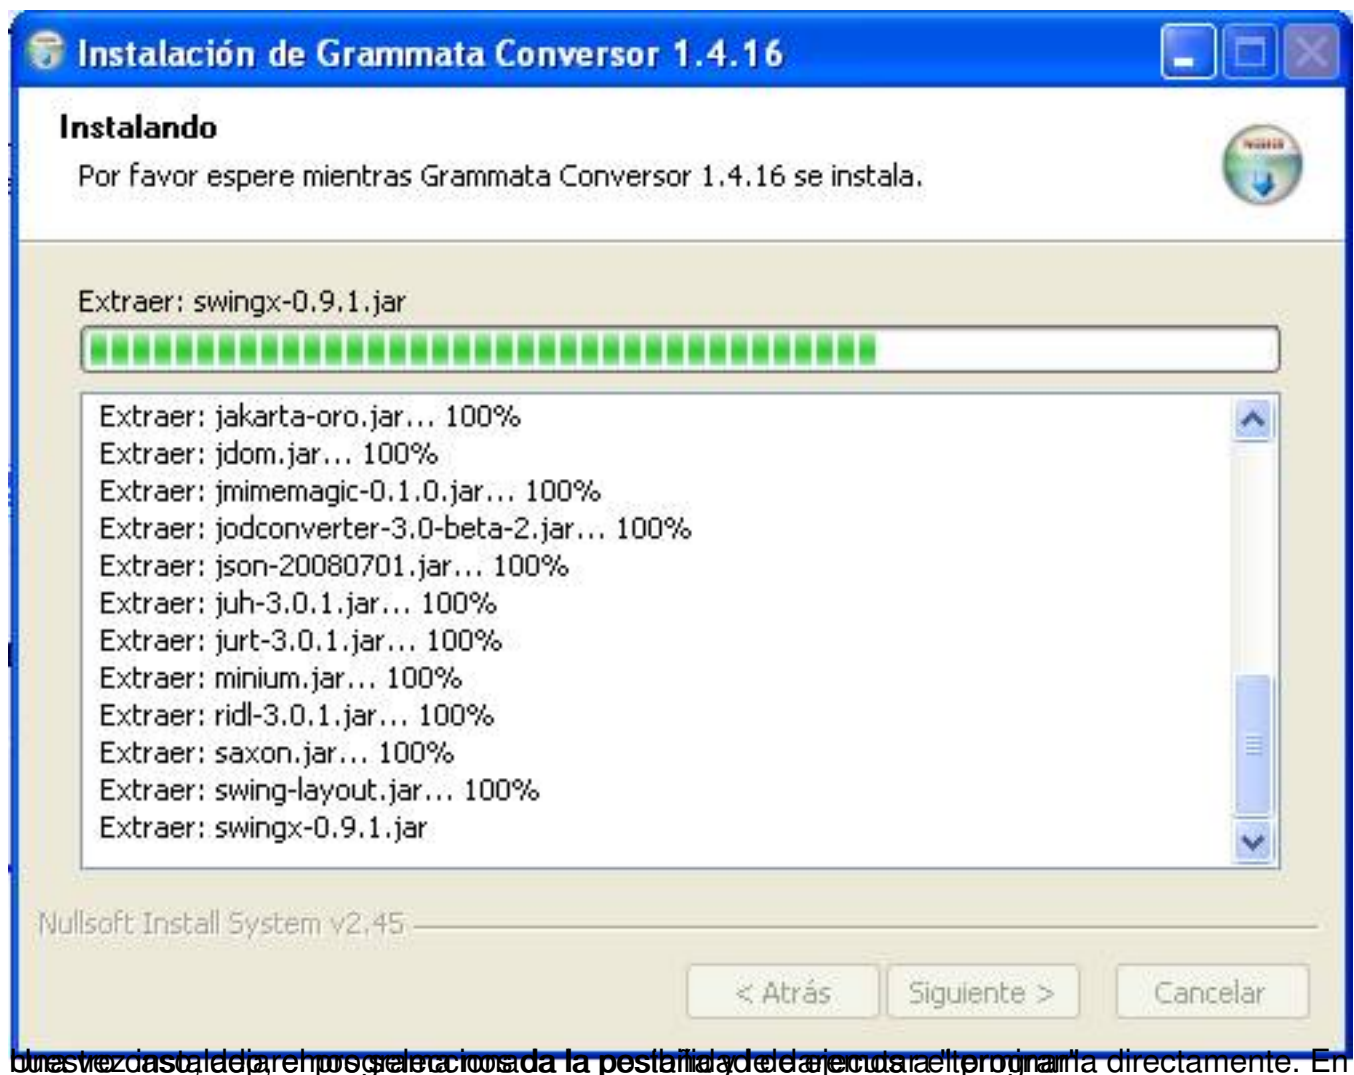 Instalación de Grammata Conversor 1.4.16
Instalando
Por favor espere mientras Grammata Conversor 1.4.16 se instala.
Extraer: swingx-0.9.1.jar
Extraer: jakarta-oro.jar... 100%
Extraer: jdom.jar... 100%
Extraer: jmimemagic-0.1.0.jar... 100%
Extraer: jodconverter-3.0-beta-2.jar... 100%
Extraer: json-20080701.jar... 100%
Extraer: juh-3.0.1.jar... 100%
Extraer: jurt-3.0.1.jar... 100%
Extraer: minium.jar... 100%
Extraer: ridl-3.0.1.jar... 100%
Extraer: saxon.jar... 100%
Extraer: swing-layout.jar... 100%
Extraer: swingx-0.9.1.jar
Nullsoft Install System v2.45
< Atrás
Siguiente >
Cancelar
directamente. En